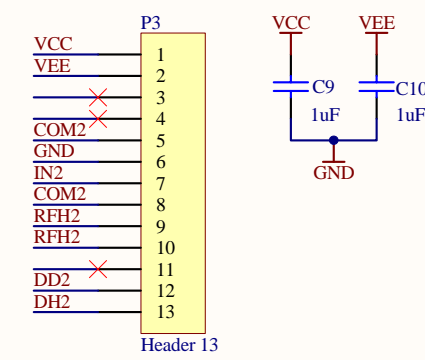 P3
VCC 1
VEE 2
3
4
COM2 5
GND 6
IN2 7
COM2 8
RFH2 9
RFH2 10
11
DD2 12
DH2 13
Header 13
VCC VEE
C9 C10
1uF 1uF
GND